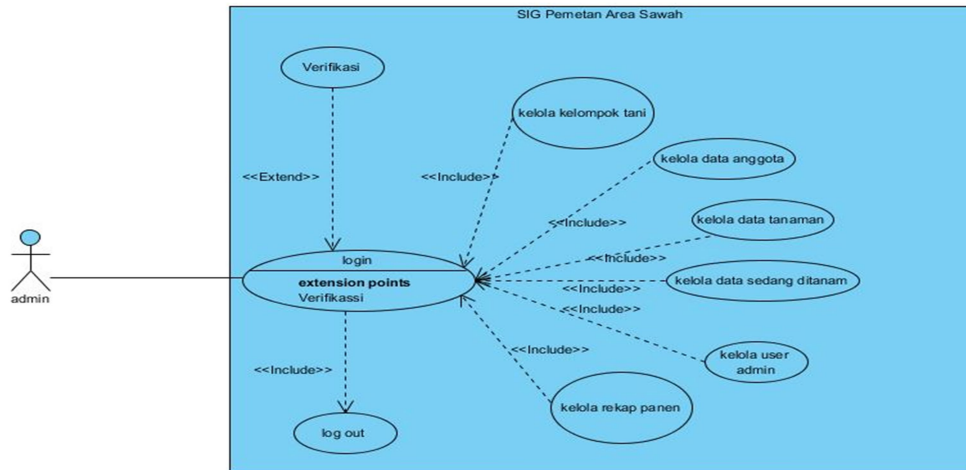 SIG Pemetan Area Sawah
Verifikasi
kelola kelompok tani
kelola data anggota
<<Extend>>
<<Include>>
<<Include>>
kelola data tanaman
<<Include>>
login
extension points
Verifikassi
kelola data sedang ditanam
<<Include>>
admin
<<Include>>
<<Include>>
kelola user
admin
<<Include>>
kelola rekap panen
log out